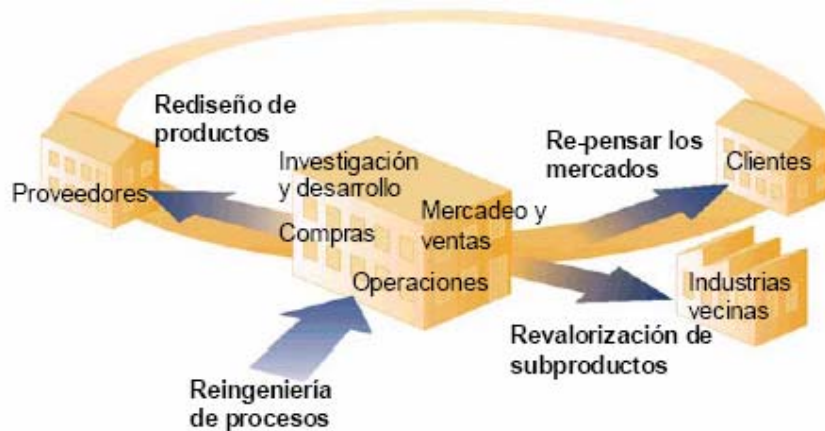 Rediseño de
productos
Investigación
y desarrollo
Re-pensar los
mercados
Clientes
Proveedores
Compras
Mercadeo y
ventas
Operaciones
Industrias
vecinas
Revalorización de
subproductos
Reingeniería
de procesos